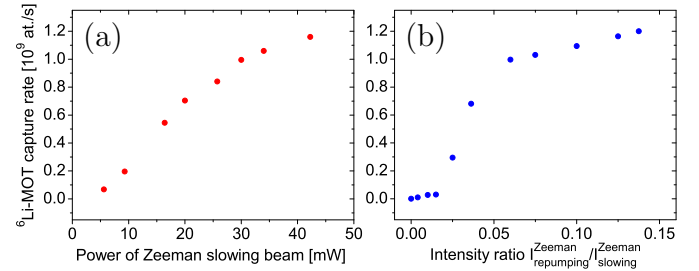 (a)
(b)
⁶Li-MOT capture rate [10⁹ at./s]
1.2
1.0
0.8
0.6
0.4
0.2
0.0
0 10 20 30 40 50
Power of Zeeman slowing beam [mW]
1.2
1.0
0.8
0.6
0.4
0.2
0.0
0.00 0.05 0.10 0.15
Intensity ratio I^Zeeman_repumping/I^Zeeman_slowing